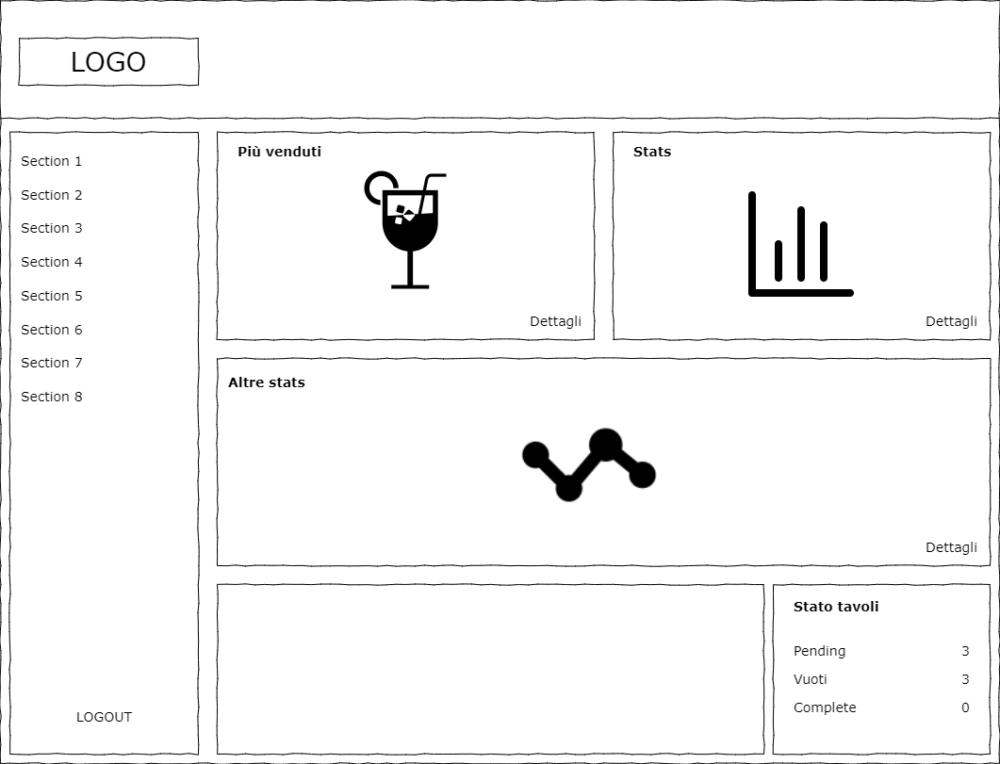 LOGO
Section 1
Section 2
Section 3
Section 4
Section 5
Section 6
Section 7
Section 8
LOGOUT
Più venduti
Dettagli
Stats
Dettagli
Altre stats
Dettagli
Stato tavoli
Pending 3
Vuoti 3
Complete 0